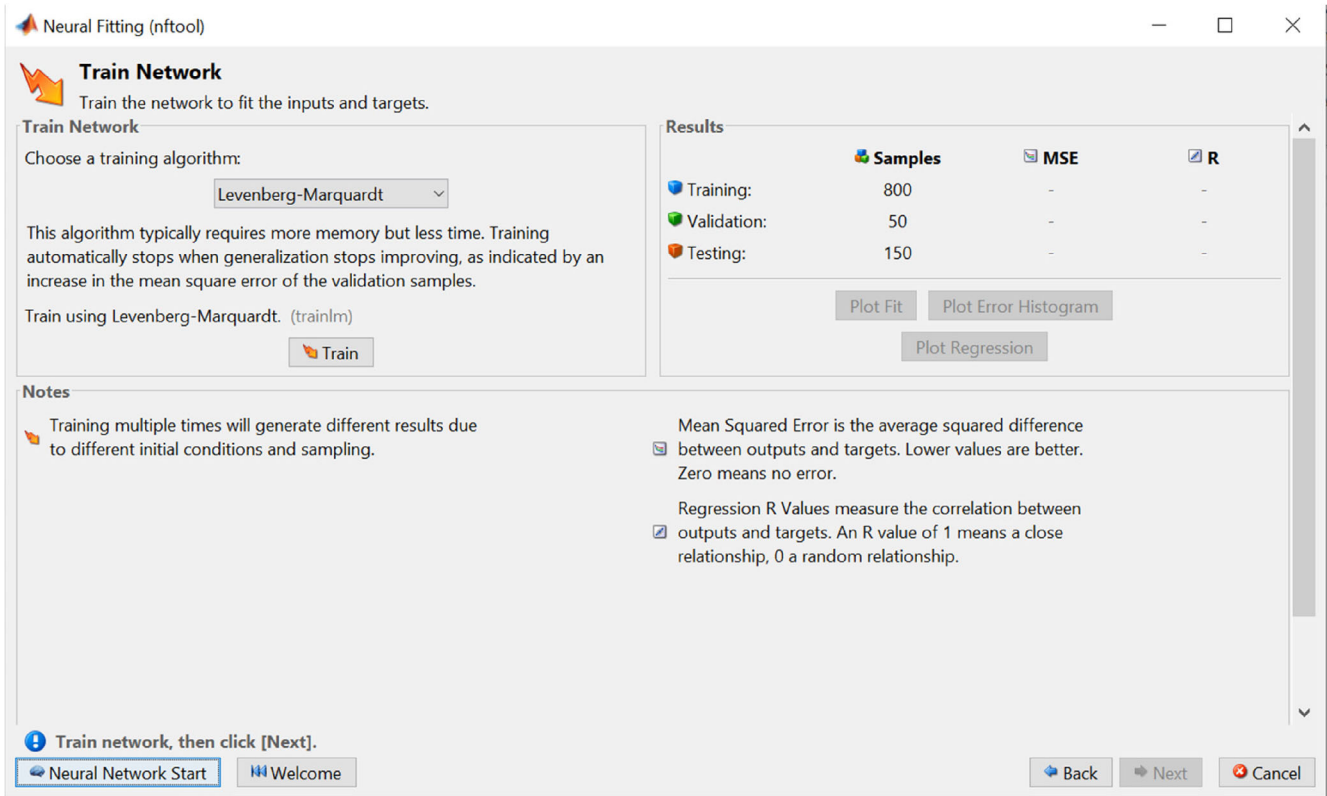 Neural Fitting (nftool)
Train Network
Train the network to fit the inputs and targets.
Train Network
Choose a training algorithm:
Levenberg-Marquardt
This algorithm typically requires more memory but less time. Training
automatically stops when generalization stops improving, as indicated by an
increase in the mean square error of the validation samples.
Train using Levenberg-Marquardt. (trainlm)
Train
Results
Samples MSE R
Training: 800 - -
Validation: 50 - -
Testing: 150 - -
Plot Fit Plot Error Histogram
Plot Regression
Notes
Training multiple times will generate different results due
to different initial conditions and sampling.
Mean Squared Error is the average squared difference
between outputs and targets. Lower values are better.
Zero means no error.
Regression R Values measure the correlation between
outputs and targets. An R value of 1 means a close
relationship, 0 a random relationship.
Train network, then click [Next].
Neural Network Start Welcome Back Next Cancel